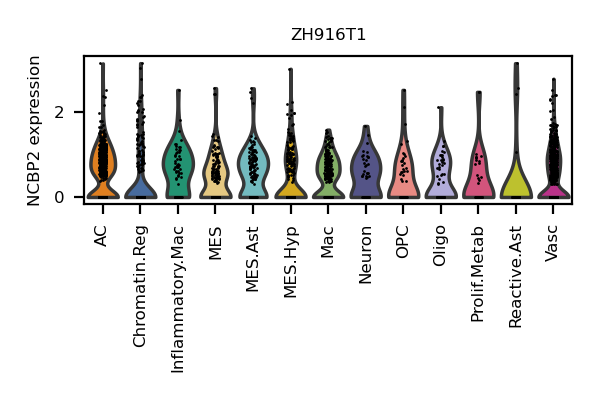 ZH916T1
NCBP2 expression
2
0
AC
Chromatin.Reg
Inflammatory.Mac
MES
MES.Ast
MES.Hyp
Mac
Neuron
OPC
Oligo
Prolif.Metab
Reactive.Ast
Vasc